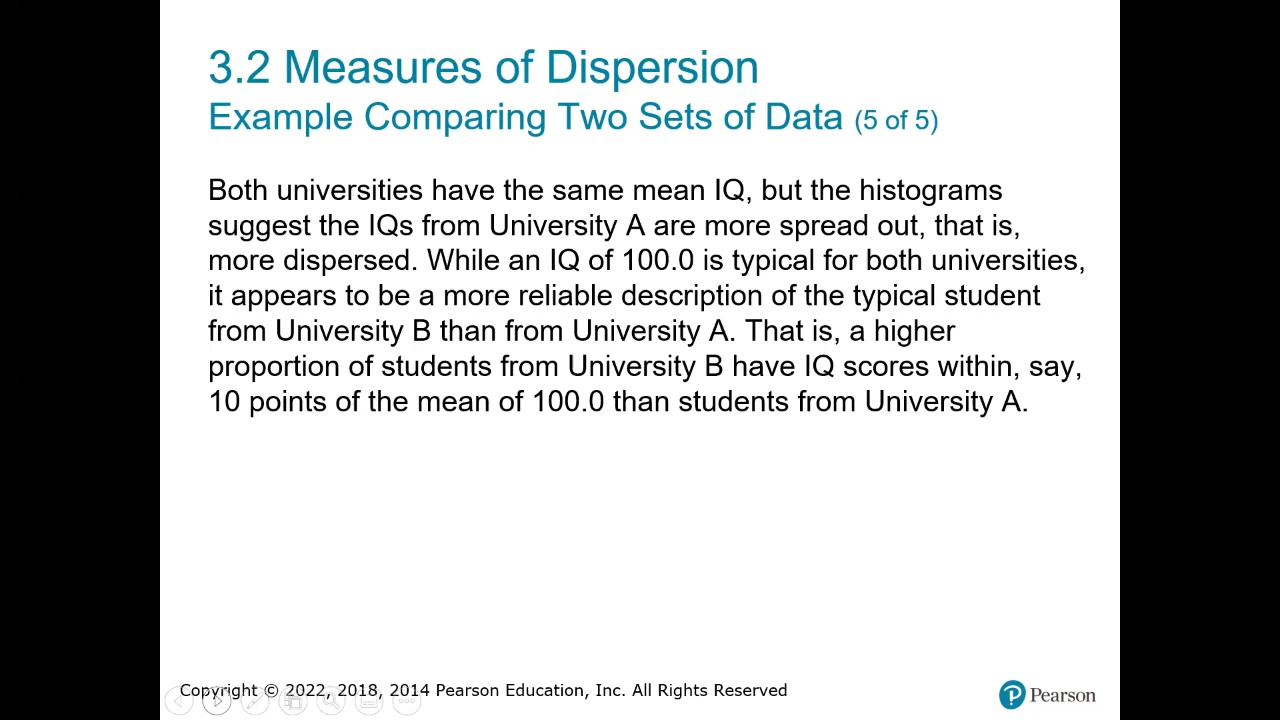 3.2 Measures of Dispersion
Example Comparing Two Sets of Data (5 of 5)
Both universities have the same mean IQ, but the histograms
suggest the IQs from University A are more spread out, that is,
more dispersed. While an IQ of 100.0 is typical for both universities,
it appears to be a more reliable description of the typical student
from University B than from University A. That is, a higher
proportion of students from University B have IQ scores within, say,
10 points of the mean of 100.0 than students from University A.
Copyright © 2022, 2018, 2014 Pearson Education, Inc. All Rights Reserved
P Pearson